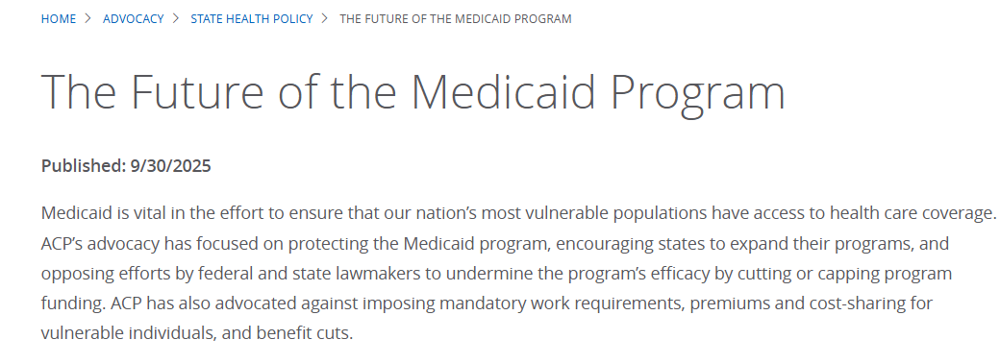 HOME > ADVOCACY > STATE HEALTH POLICY > THE FUTURE OF THE MEDICAID PROGRAM
The Future of the Medicaid Program
Published: 9/30/2025
Medicaid is vital in the effort to ensure that our nation’s most vulnerable populations have access to health care coverage.
ACP’s advocacy has focused on protecting the Medicaid program, encouraging states to expand their programs, and
opposing efforts by federal and state lawmakers to undermine the program’s efficacy by cutting or capping program
funding. ACP has also advocated against imposing mandatory work requirements, premiums and cost-sharing for
vulnerable individuals, and benefit cuts.